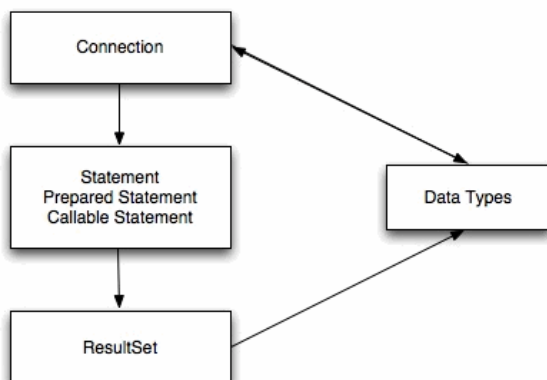 Connection
Statement
Prepared Statement
Callable Statement
Data Types
ResultSet